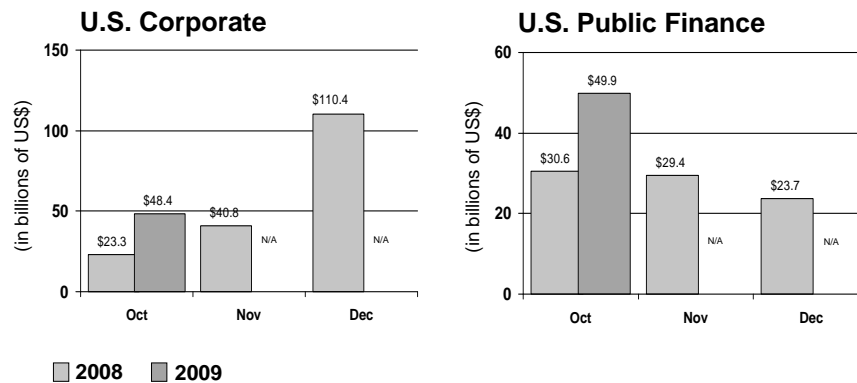 U.S. Corporate
(in billions of US$)
150
100
50
0
$23.3
$48.4
$40.8
N/A
$110.4
N/A
Oct
Nov
Dec
U.S. Public Finance
(in billions of US$)
60
40
20
0
$30.6
$49.9
$29.4
N/A
$23.7
N/A
Oct
Nov
Dec
2008
2009